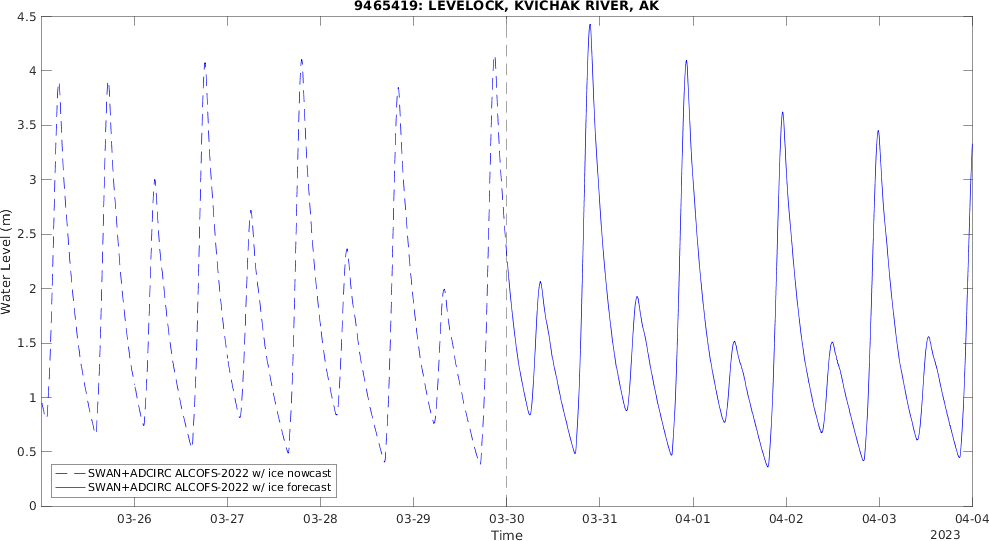 9465419: LEVELOCK, KVICHAK RIVER, AK
4.5
4
3.5
3
2.5
2
1.5
1
0.5
0
Water Level (m)
SWAN+ADCIRC ALCOFS-2022 w/ ice nowcast
SWAN+ADCIRC ALCOFS-2022 w/ ice forecast
03-26 03-27 03-28 03-29 03-30 03-31 04-01 04-02 04-03 04-04
Time
2023